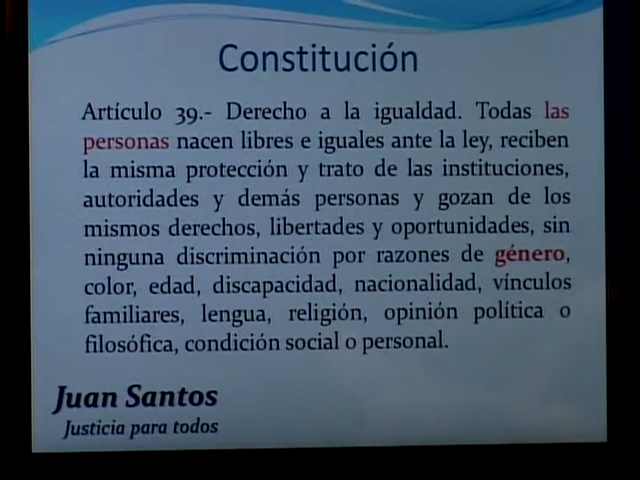 Constitución
Artículo 39.- Derecho a la igualdad. Todas las
personas nacen libres e iguales ante la ley, reciben
la misma protección y trato de las instituciones,
autoridades y demás personas y gozan de los
mismos derechos, libertades y oportunidades, sin
ninguna discriminación por razones de género,
color, edad, discapacidad, nacionalidad, vínculos
familiares, lengua, religión, opinión política o
filosófica, condición social o personal.
Juan Santos
Justicia para todos